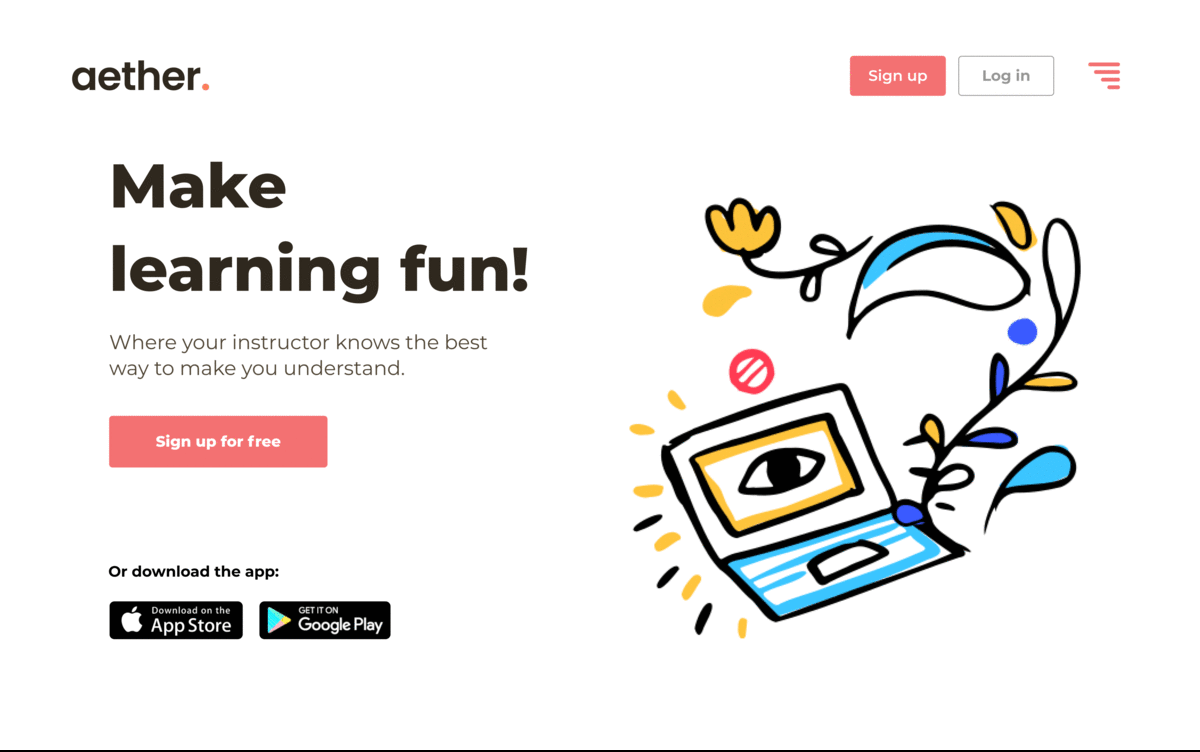 aether.
Sign up
Log in
Make
learning fun!
Where your instructor knows the best
way to make you understand.
Sign up for free
Or download the app:
Download on the
App Store
GET IT ON
Google Play